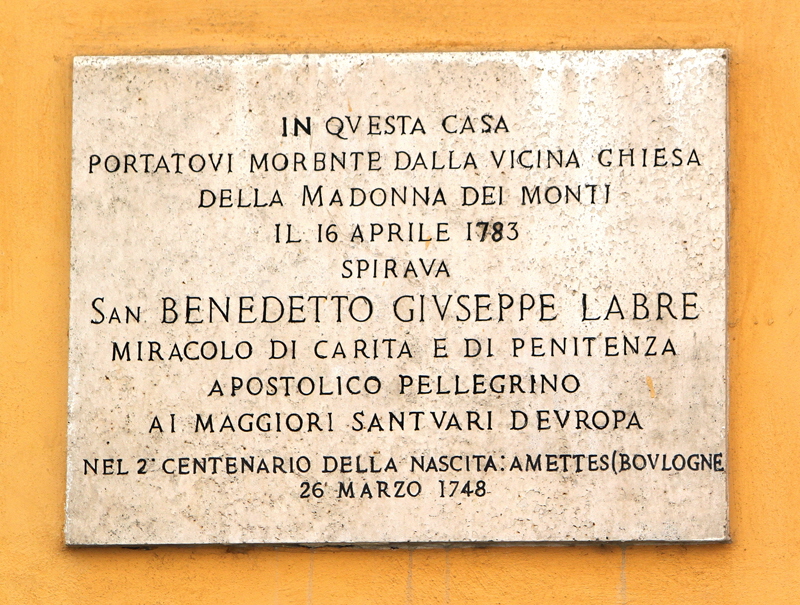 IN QVESTA CASA
PORTATOVI MORENTE DALLA VICINA CHIESA
DELLA MADONNA DEI MONTI
IL 16 APRILE 1783
SPIRAVA
SAN BENEDETTO GIVSEPPE LABRE
MIRACOLO DI CARITA E DI PENITENZA
APOSTOLICO PELLEGRINO
AI MAGGIORI SANTVARI DEVROPA
NEL 2° CENTENARIO DELLA NASCITA: AMETTES(BOVLOGNE
26 MARZO 1748